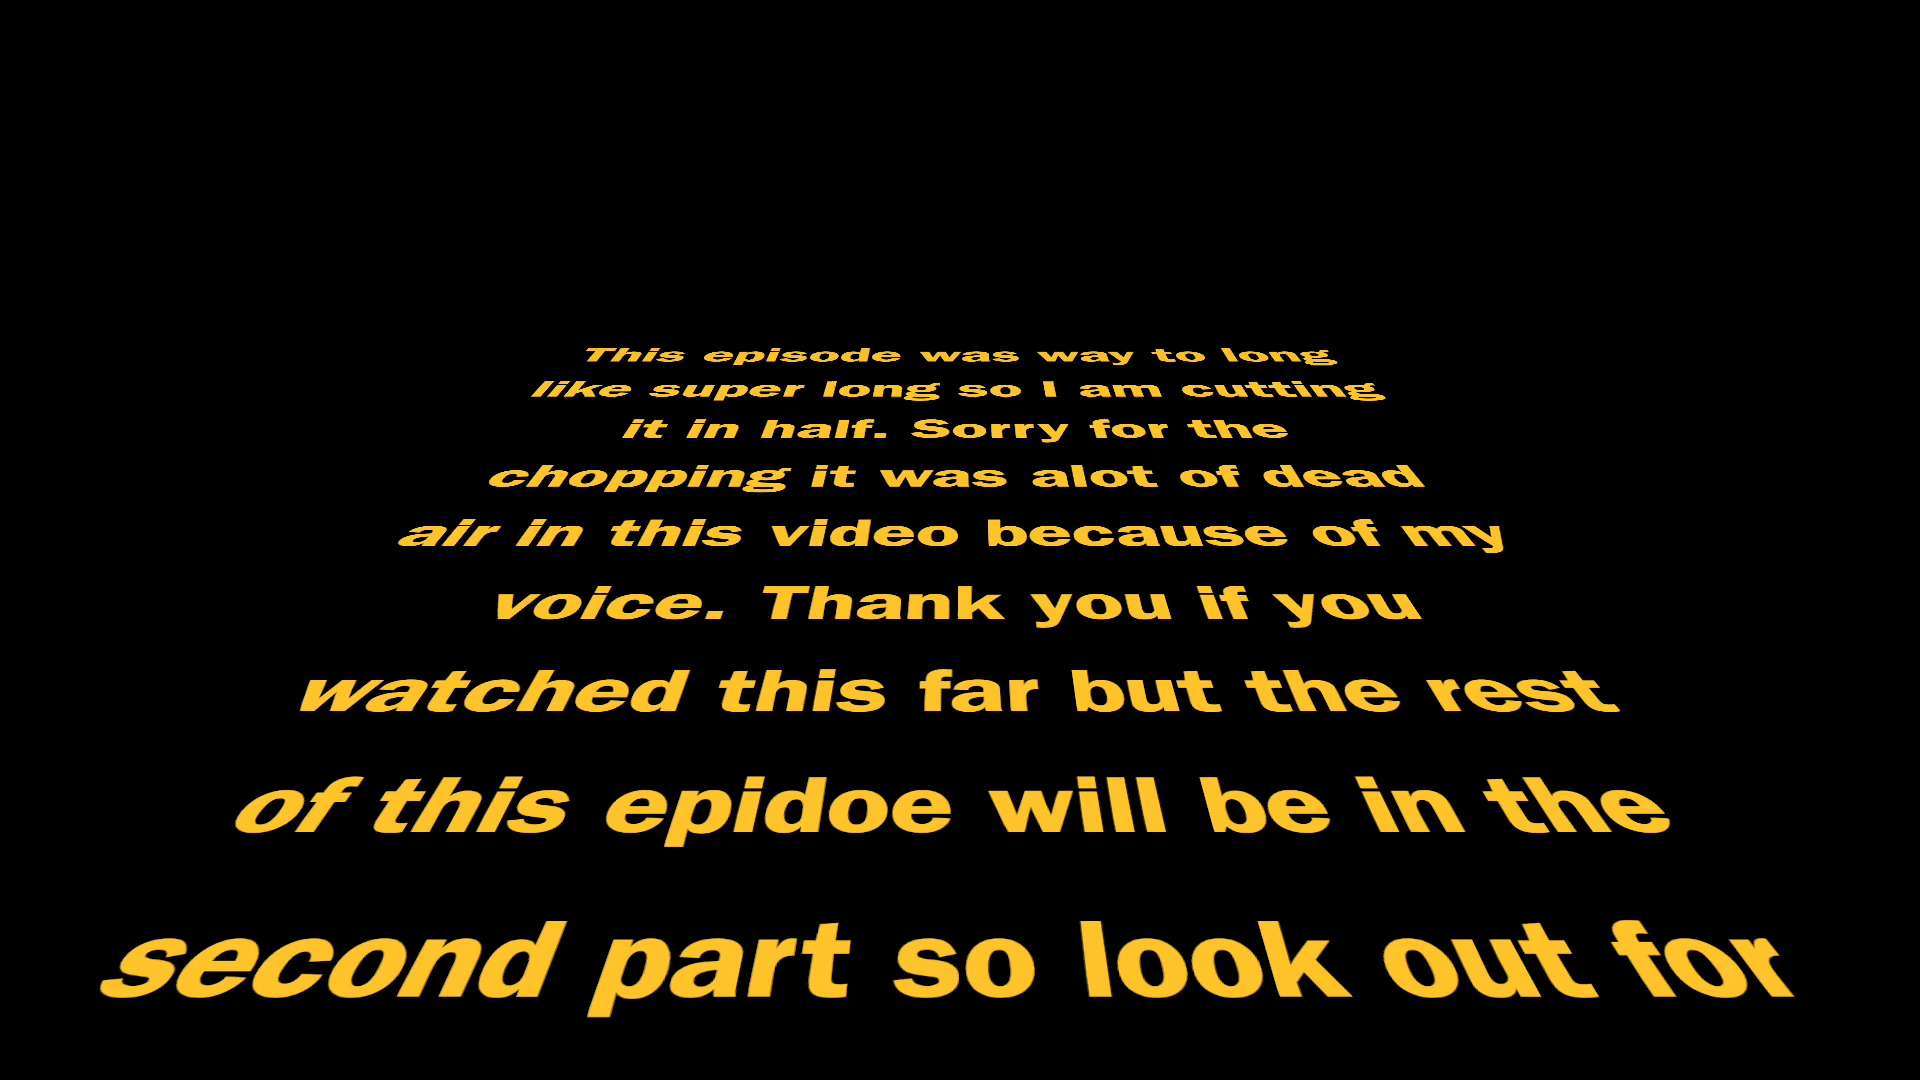 This episode was way to long
like super long so I am cutting
it in half. Sorry for the
chopping it was alot of dead
air in this video because of my
voice. Thank you if you
watched this far but the rest
of this epidoe will be in the
second part so look out for